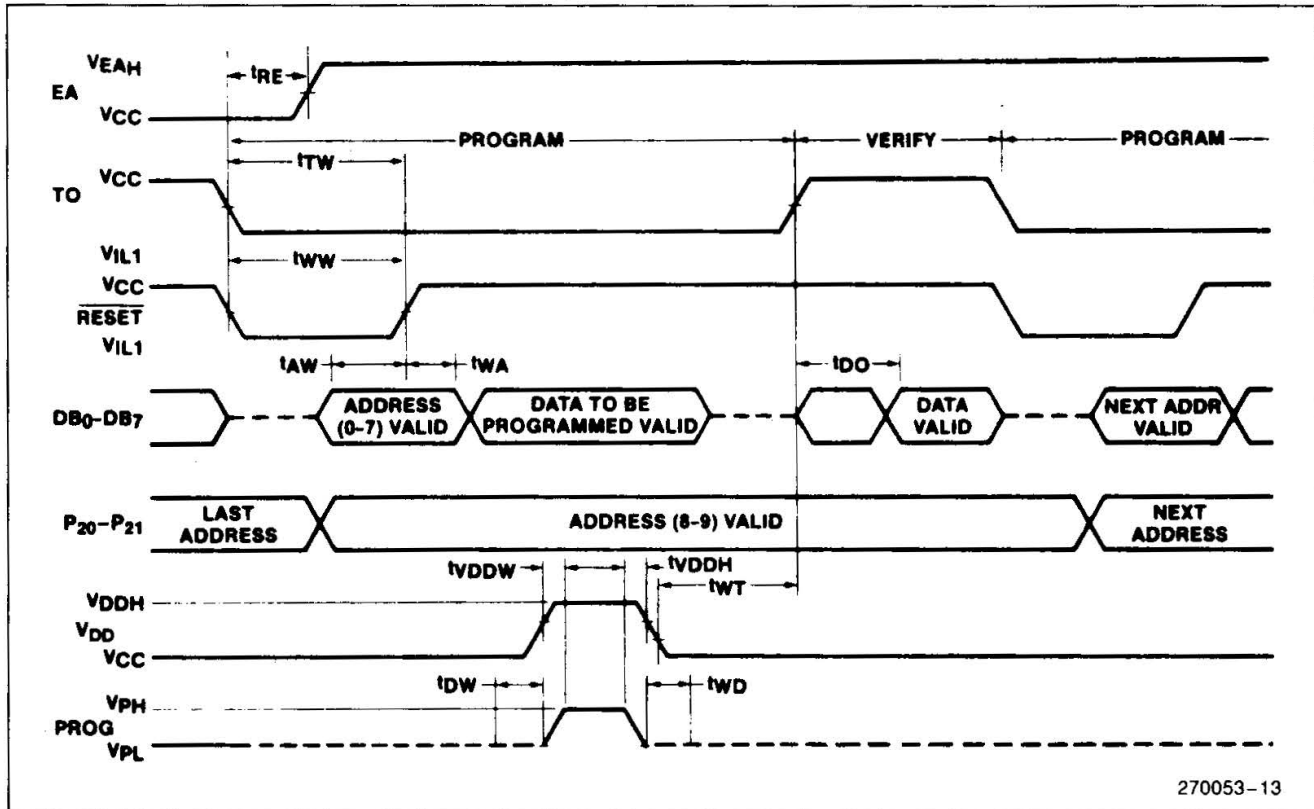 VEAH
tRE
EA
VCC
PROGRAM
VERIFY
PROGRAM
tTW
VCC
TO
VIL1
tWW
VCC
RESET
VIL1
tAW
tWA
tDO
DB0–DB7
ADDRESS
(0–7) VALID
DATA TO BE
PROGRAMMED VALID
DATA
VALID
NEXT ADDR
VALID
P20–P21
LAST
ADDRESS
ADDRESS (8–9) VALID
NEXT
ADDRESS
tVDDW
tVDDH
tWT
VDDH
VDD
VCC
tDW
tWD
VPH
PROG
VPL
270053–13